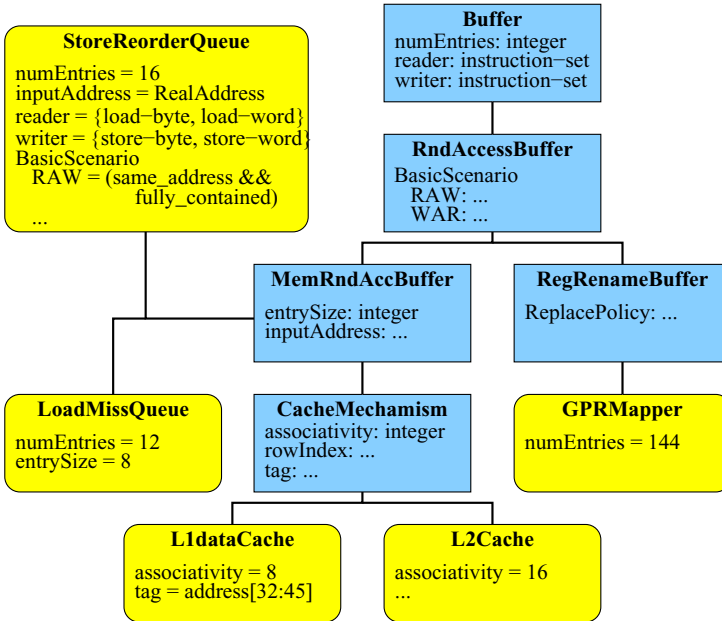 StoreReorderQueue
numEntries = 16
inputAddress = RealAddress
reader = {load−byte, load−word}
writer = {store−byte, store−word}
BasicScenario
RAW = (same_address &&
fully_contained)
...
Buffer
numEntries: integer
reader: instruction−set
writer: instruction−set
RndAccessBuffer
BasicScenario
RAW: ...
WAR: ...
MemRndAccBuffer
entrySize: integer
inputAddress: ...
RegRenameBuffer
ReplacePolicy: ...
LoadMissQueue
numEntries = 12
entrySize = 8
CacheMechamism
associativity: integer
rowIndex: ...
tag: ...
GPRMapper
numEntries = 144
L1dataCache
associativity = 8
tag = address[32:45]
L2Cache
associativity = 16
...